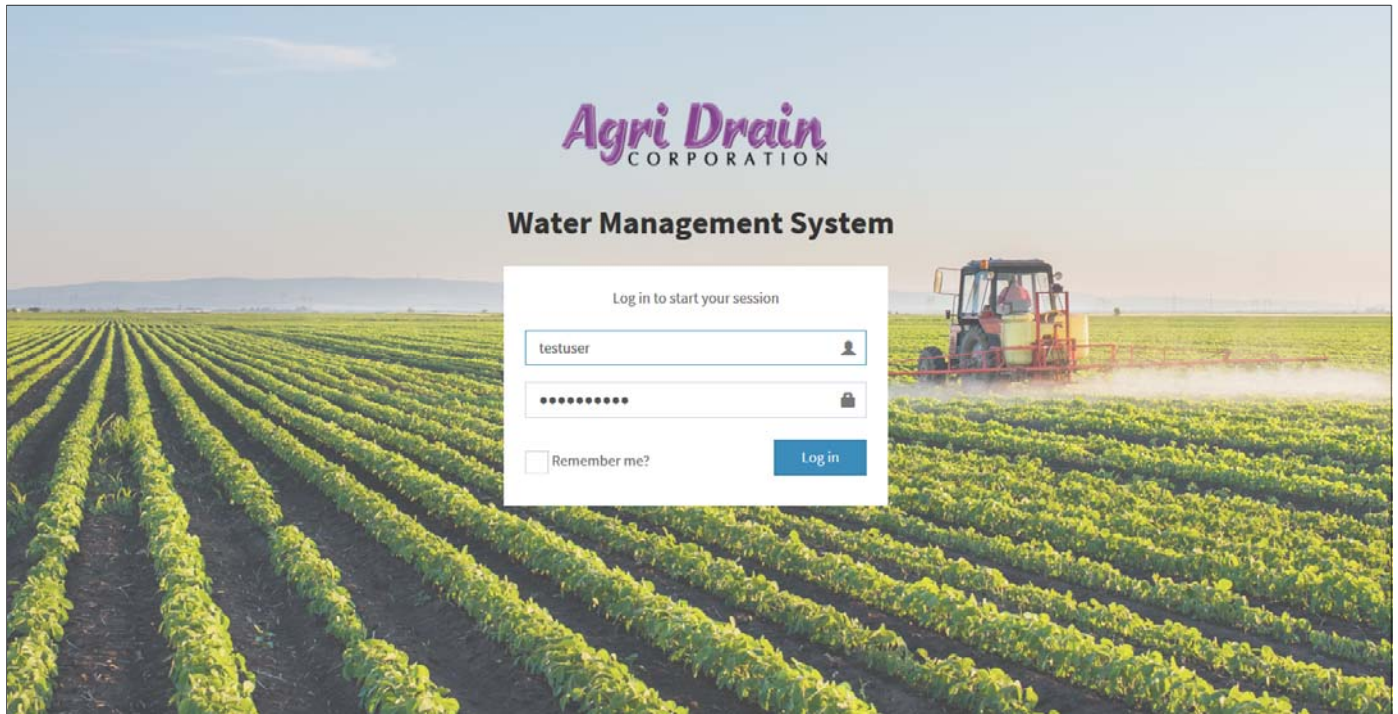 Agri Drain
CORPORATION
Water Management System
Log in to start your session
testuser
••••••••••
Remember me?
Log in